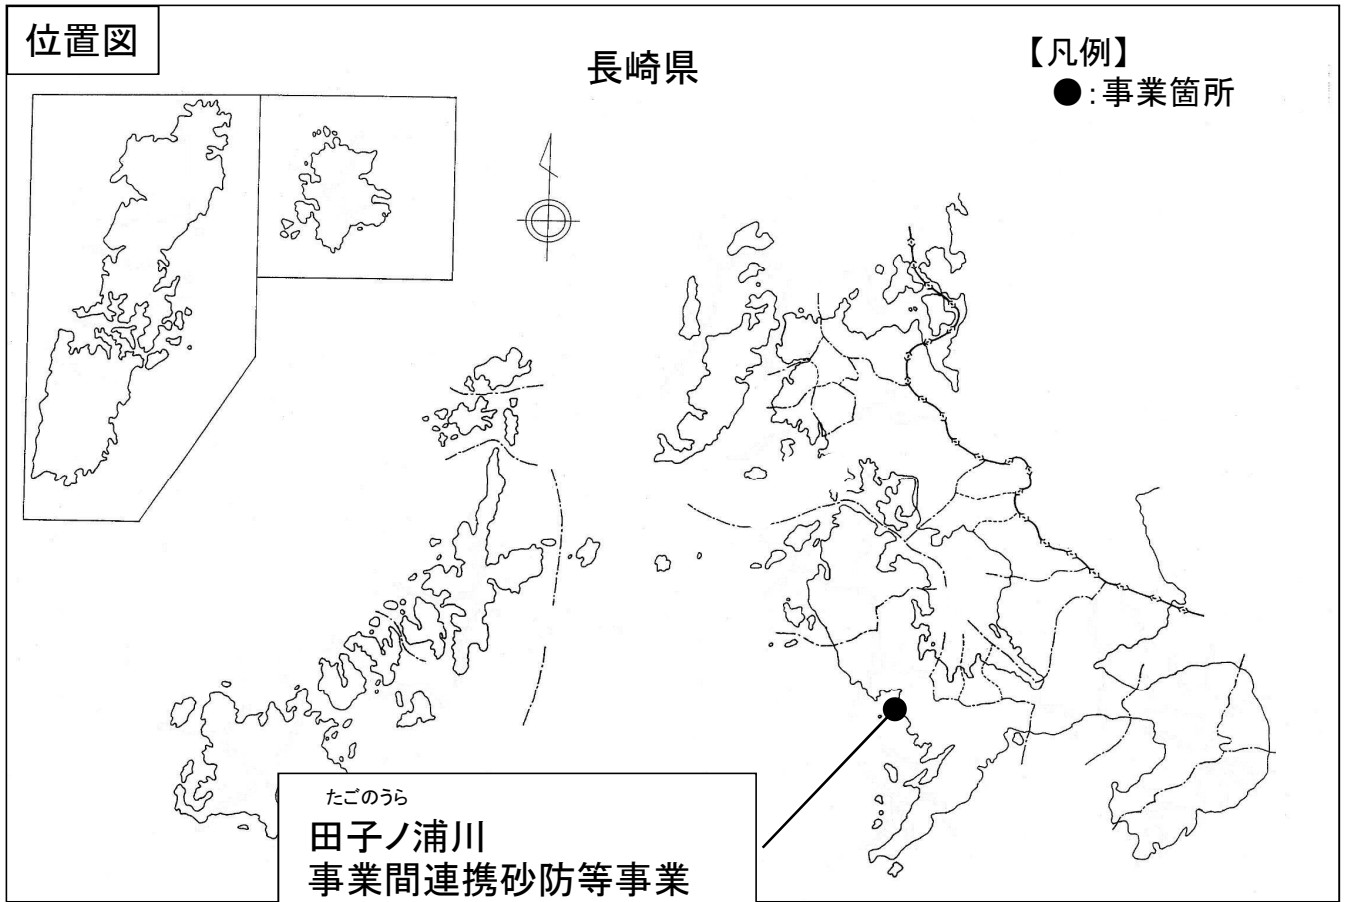 位置図
長崎県
【凡例】
●:事業箇所
たごのうら
田子ノ浦川
事業間連携砂防等事業